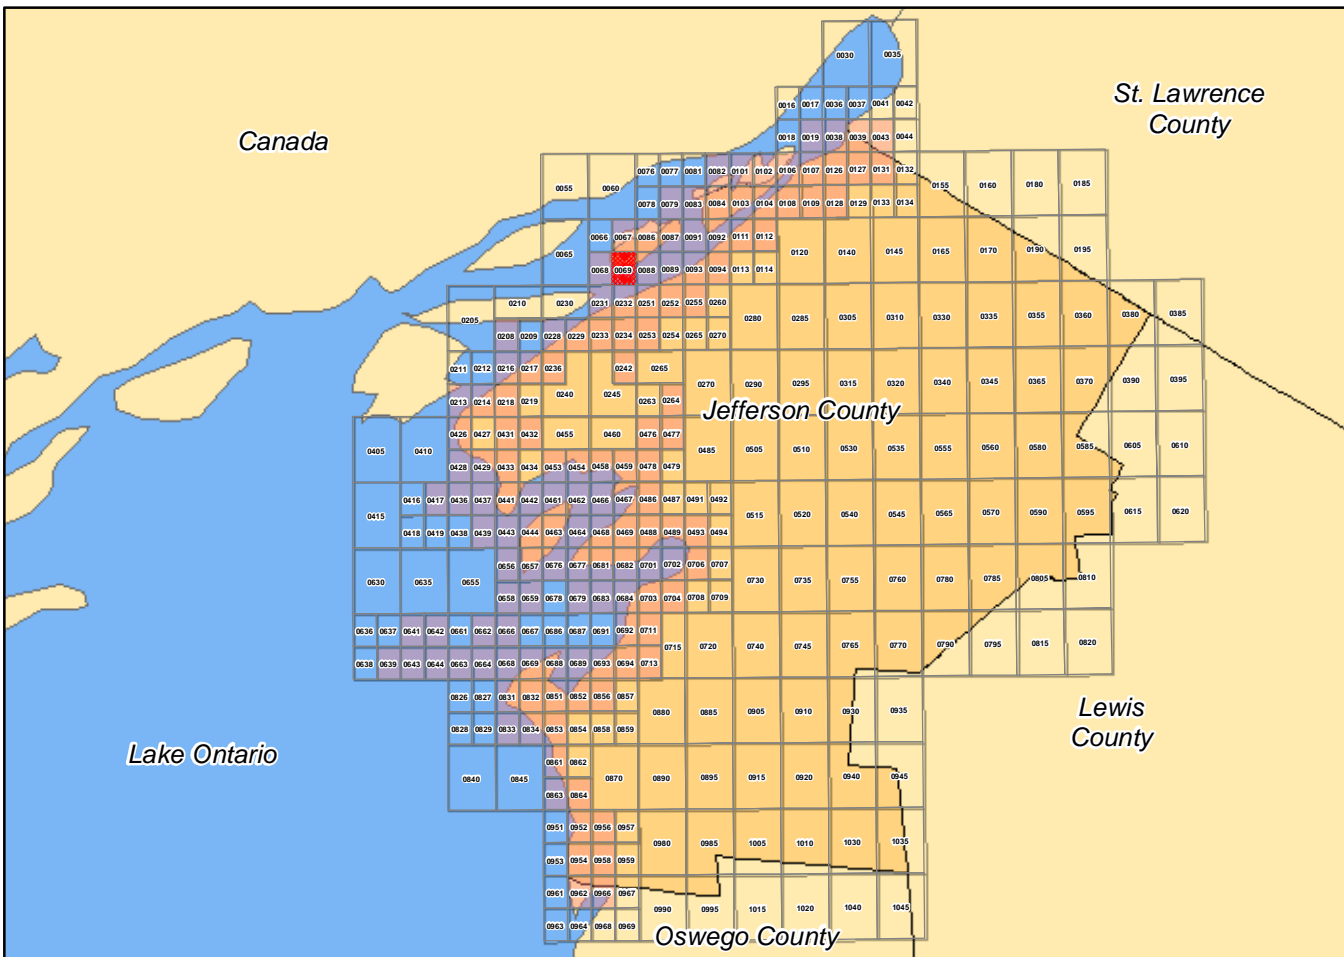 0030 0035
St. Lawrence
County
0016 0017 0036 0037 0041 0042
Canada
0018 0019 0038 0039 0043 0044
0076 0077 0081 0082 0101 0102 0106 0107 0126 0127 0131 0132
0055 0060 0155 0160 0180 0185
0078 0079 0083 0084 0103 0104 0108 0109 0128 0129 0133 0134
0066 0067 0086 0087 0091 0092 0111 0112
0065 0120 0140 0145 0165 0170 0190 0195
0068 0069 0088 0089 0093 0094 0113 0114
0210 0230 0231 0232 0251 0252 0255 0260
0205 0280 0285 0305 0310 0330 0335 0355 0360 0380 0385
0208 0209 0228 0229 0233 0234 0253 0254 0265 0270
0211 0212 0216 0217 0236 0242 0265
0270 0290 0295 0315 0320 0340 0345 0365 0370 0390 0395
0213 0214 0218 0219 0240 0245 0263 0264
Jefferson County
0426 0427 0431 0432 0455 0460 0476 0477
0405 0410 0485 0505 0510 0530 0535 0555 0560 0580 0585 0605 0610
0428 0429 0433 0434 0453 0454 0458 0459 0478 0479
0416 0417 0436 0437 0441 0442 0461 0462 0466 0467 0486 0487 0491 0492
0415 0515 0520 0540 0545 0565 0570 0590 0595 0615 0620
0418 0419 0438 0439 0443 0444 0463 0464 0468 0469 0488 0489 0493 0494
0656 0657 0676 0677 0681 0682 0701 0702 0706 0707
0630 0635 0655 0730 0735 0755 0760 0780 0785 0805 0810
0658 0659 0678 0679 0683 0684 0703 0704 0708 0709
0636 0637 0641 0642 0661 0662 0666 0667 0686 0687 0691 0692 0711
0715 0720 0740 0745 0765 0770 0790 0795 0815 0820
0638 0639 0643 0644 0663 0664 0668 0669 0688 0689 0693 0694 0713
0826 0827 0831 0832 0851 0852 0856 0857
0880 0885 0905 0910 0930 0935
Lewis
County
0828 0829 0833 0834 0853 0854 0858 0859
Lake Ontario
0861 0862
0840 0845 0870 0890 0895 0915 0920 0940 0945
0863 0864
0951 0952 0956 0957
0980 0985 1005 1010 1030 1035
0953 0954 0958 0959
0961 0962 0966 0967
0990 0995 1015 1020 1040 1045
0963 0964 0968 0969
Oswego County